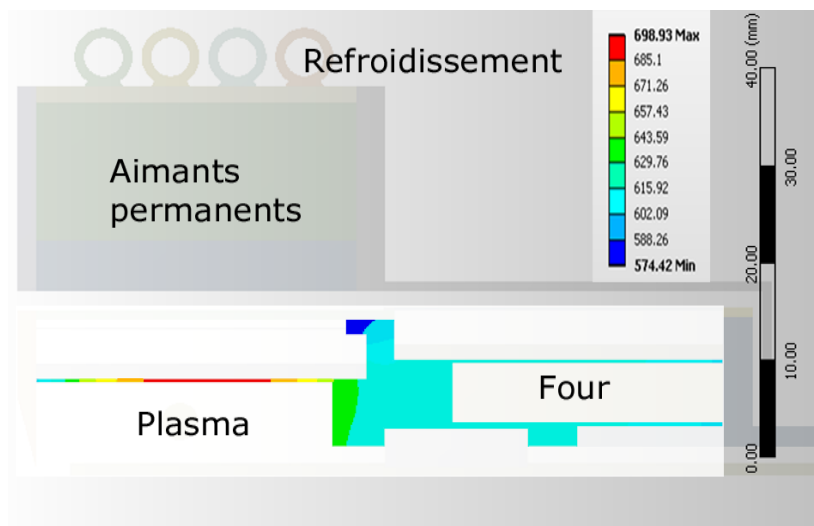 Refroidissement
Aimants
permanents
Plasma
Four
698.93 Max
685.1
671.26
657.43
643.59
629.76
615.92
602.09
588.26
574.42 Min
40.00 (mm)
30.00
20.00
10.00
0.00